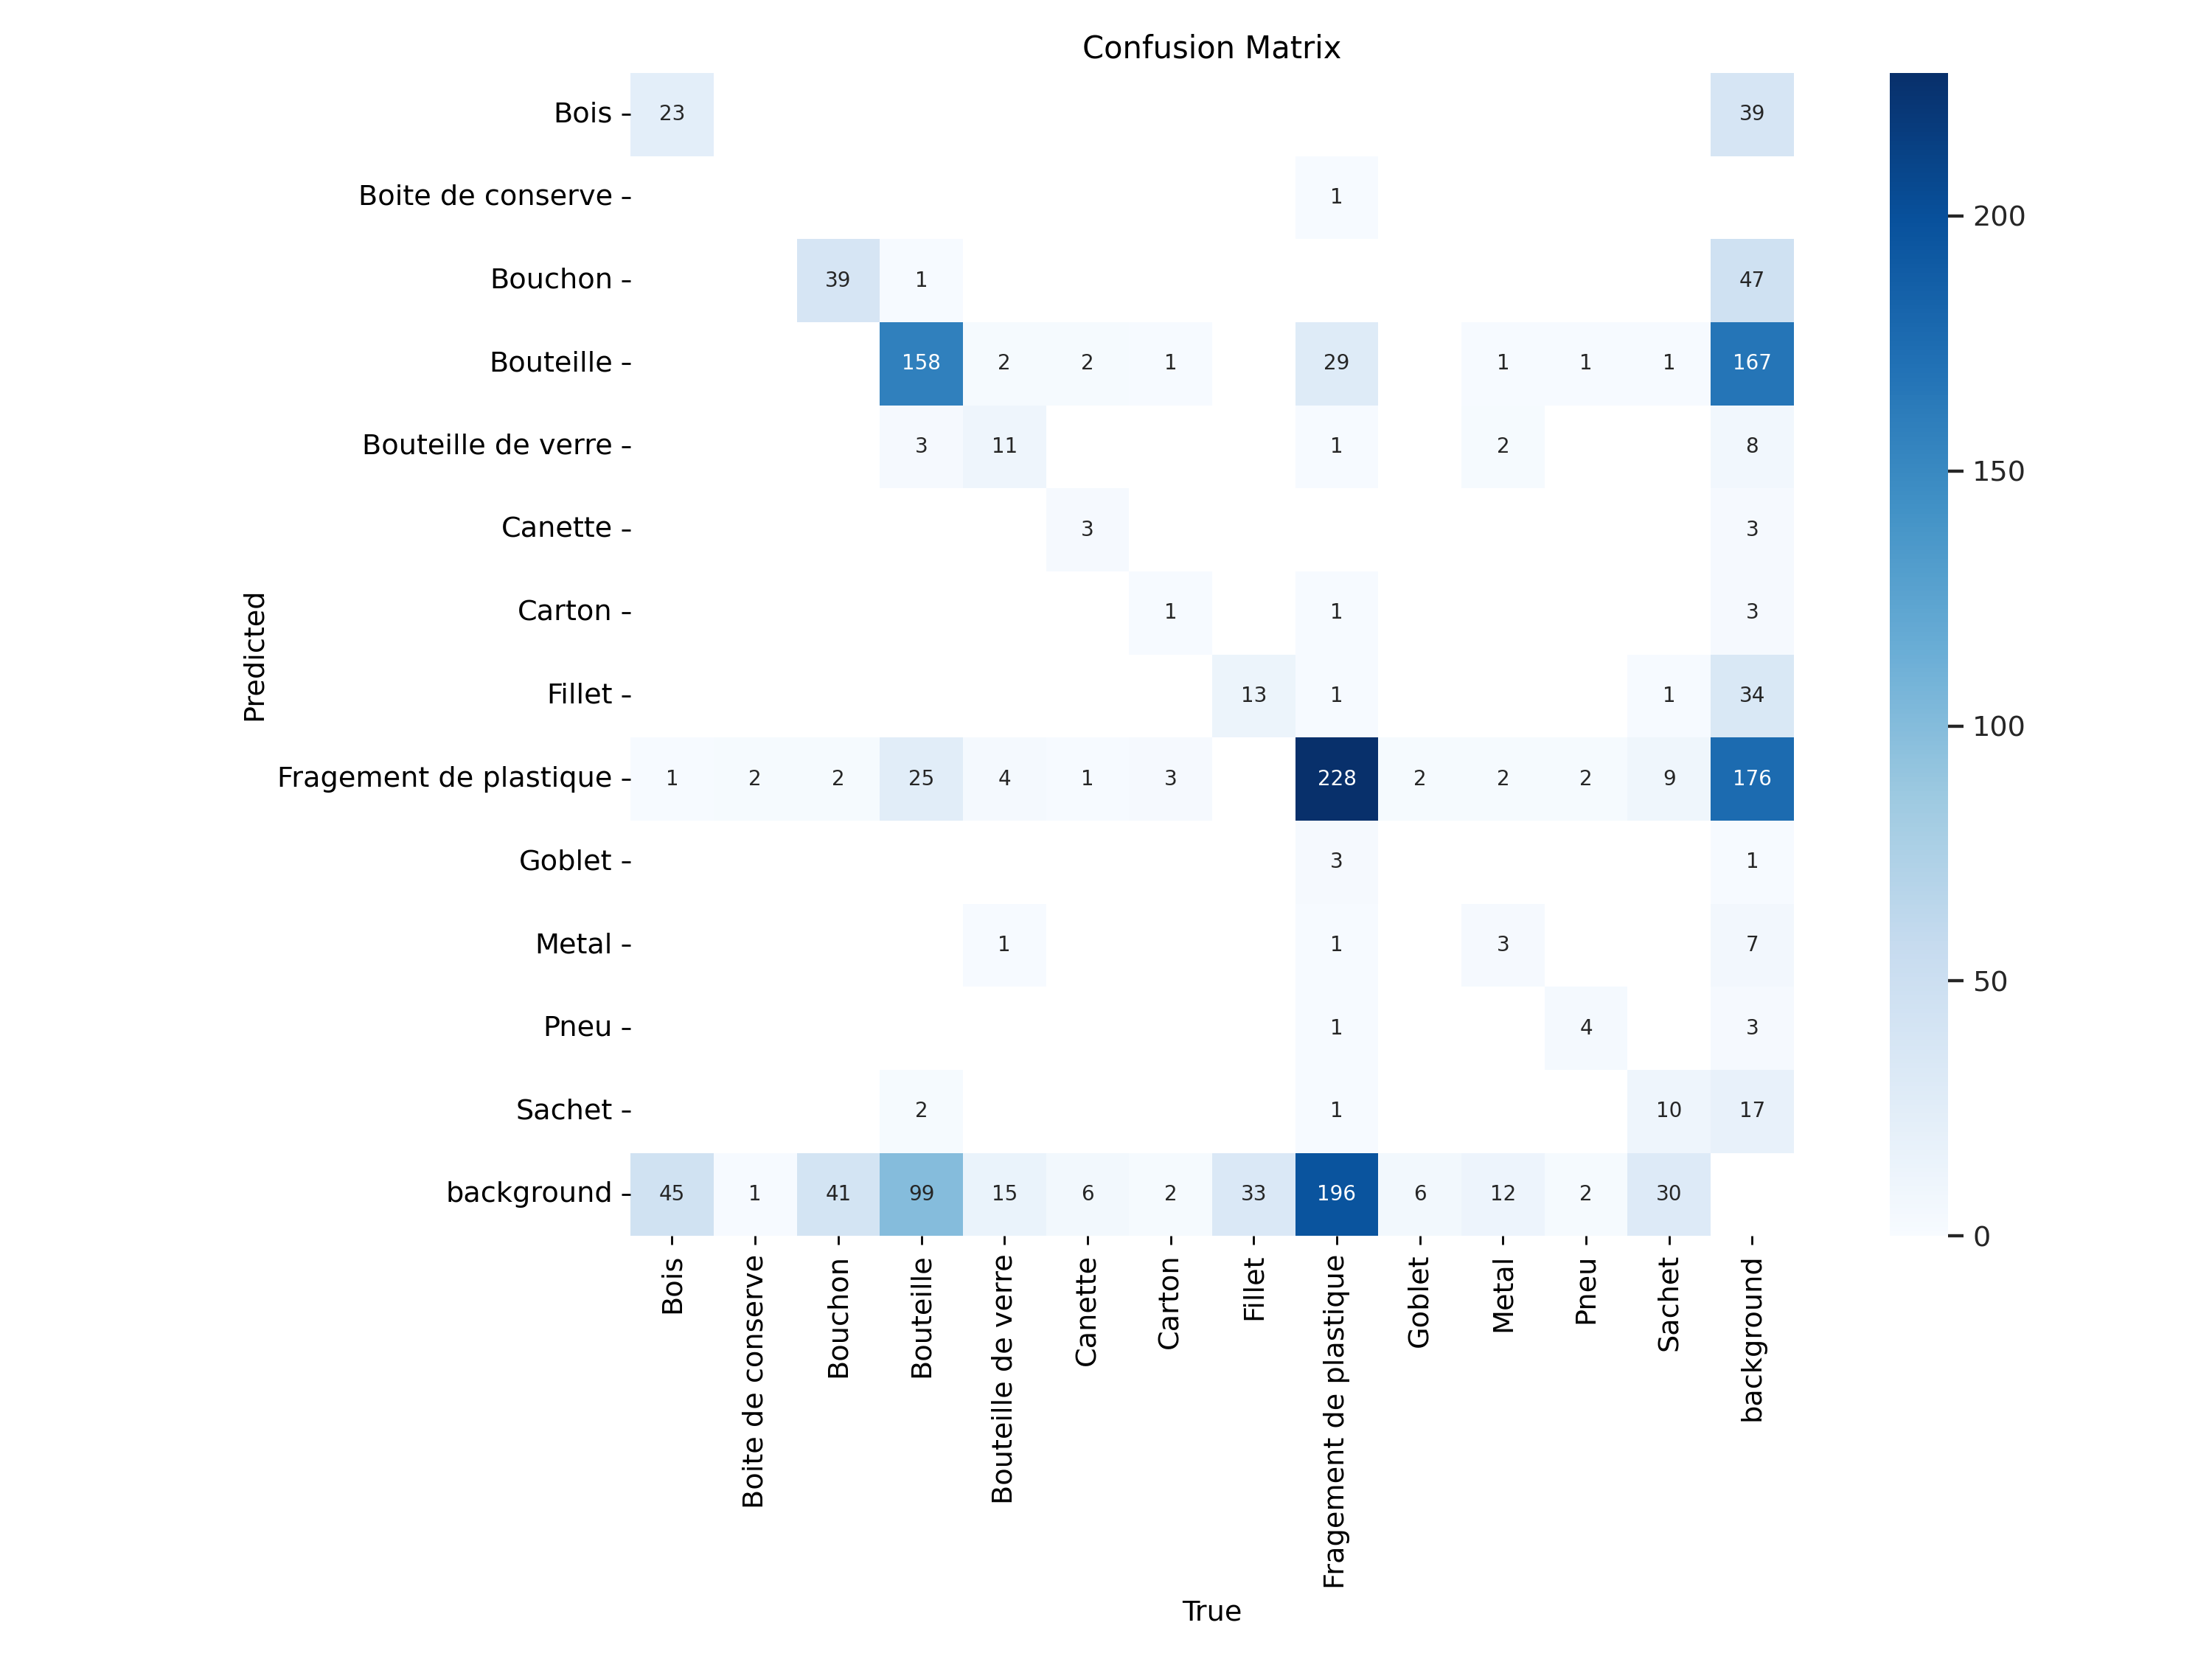 Confusion Matrix
Bois 23 39
Boite de conserve 1
Bouchon 39 1 47
Bouteille 158 2 2 1 29 1 1 1 167
Bouteille de verre 3 11 1 2 8
Canette 3 3
Carton 1 1 3
Fillet 13 1 1 34
Fragement de plastique 1 2 2 25 4 1 3 228 2 2 2 9 176
Goblet 3 1
Metal 1 1 3 7
Pneu 1 4 3
Sachet 2 1 10 17
background 45 1 41 99 15 6 2 33 196 6 12 2 30
Predicted
Bois
Boite de conserve
Bouchon
Bouteille
Bouteille de verre
Canette
Carton
Fillet
Fragement de plastique
Goblet
Metal
Pneu
Sachet
background
True
200
150
100
50
0